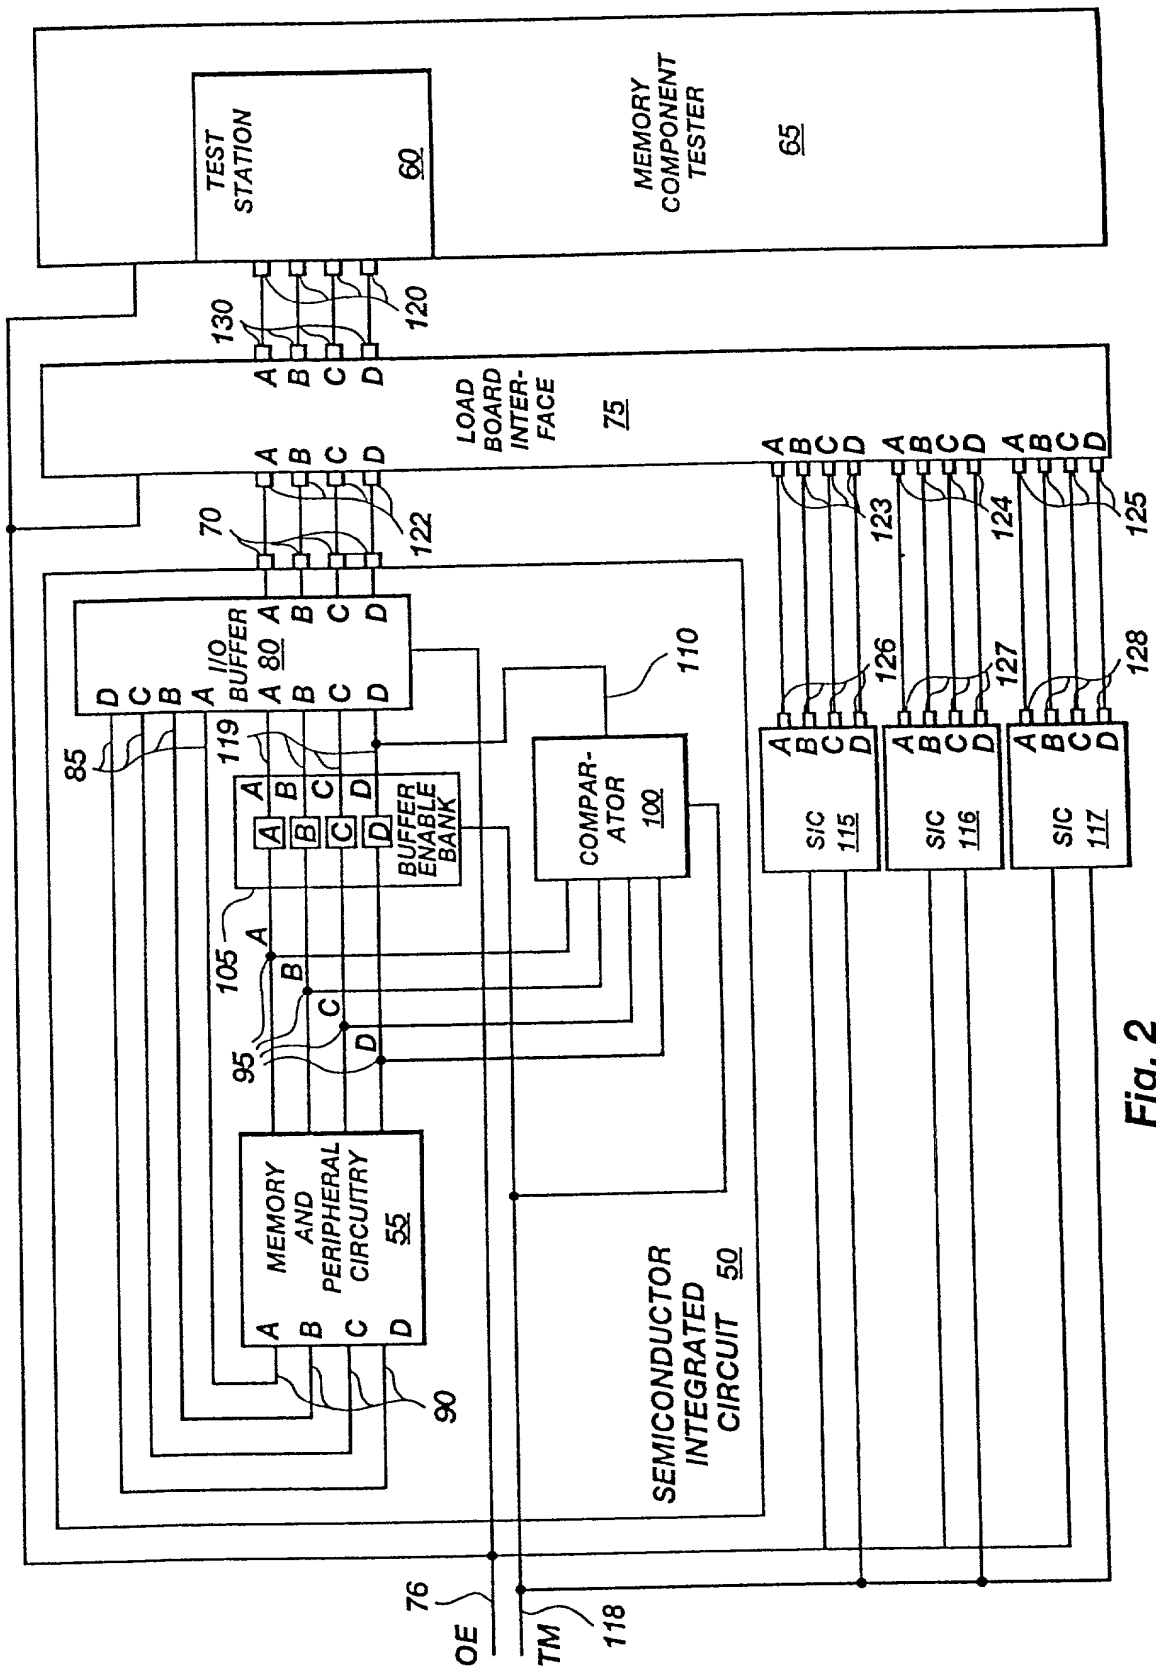 TEST
STATION
60
MEMORY
COMPONENT
TESTER
65
130
120
A
B
C
D
LOAD
BOARD
INTER-
FACE
75
A
B
C
D
A
B
C
D
A
B
C
D
A
B
C
D
70
122
123
124
125
I/O
BUFFER
80
A
B
C
D
D
C
B
A
A
B
C
D
85
119
A
B
C
D
A
B
C
D
BUFFER
ENABLE
BANK
105
110
COMPAR-
ATOR
100
126
127
128
A
B
C
D
SIC
115
A
B
C
D
SIC
116
A
B
C
D
SIC
117
A
B
C
D
95
MEMORY
AND
PERIPHERAL
CIRCUITRY
55
A
B
C
D
90
SEMICONDUCTOR
INTEGRATED
CIRCUIT 50
76
OE
118
TM
Fig. 2